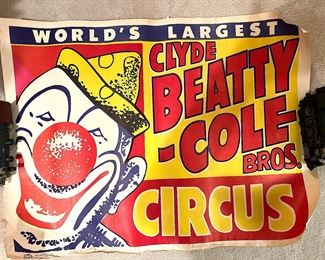 WORLD'S LARGEST
CLYDE
BEATTY
-COLE
BROS.
CIRCUS